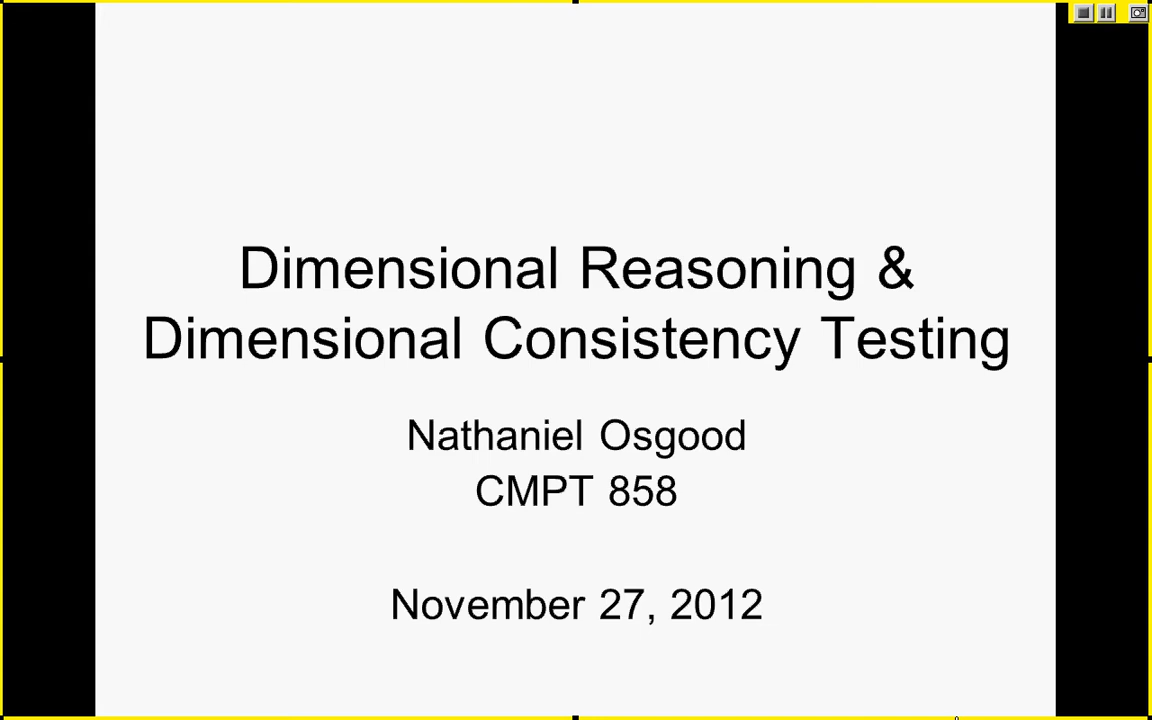 Dimensional Reasoning &
Dimensional Consistency Testing
Nathaniel Osgood
CMPT 858
November 27, 2012